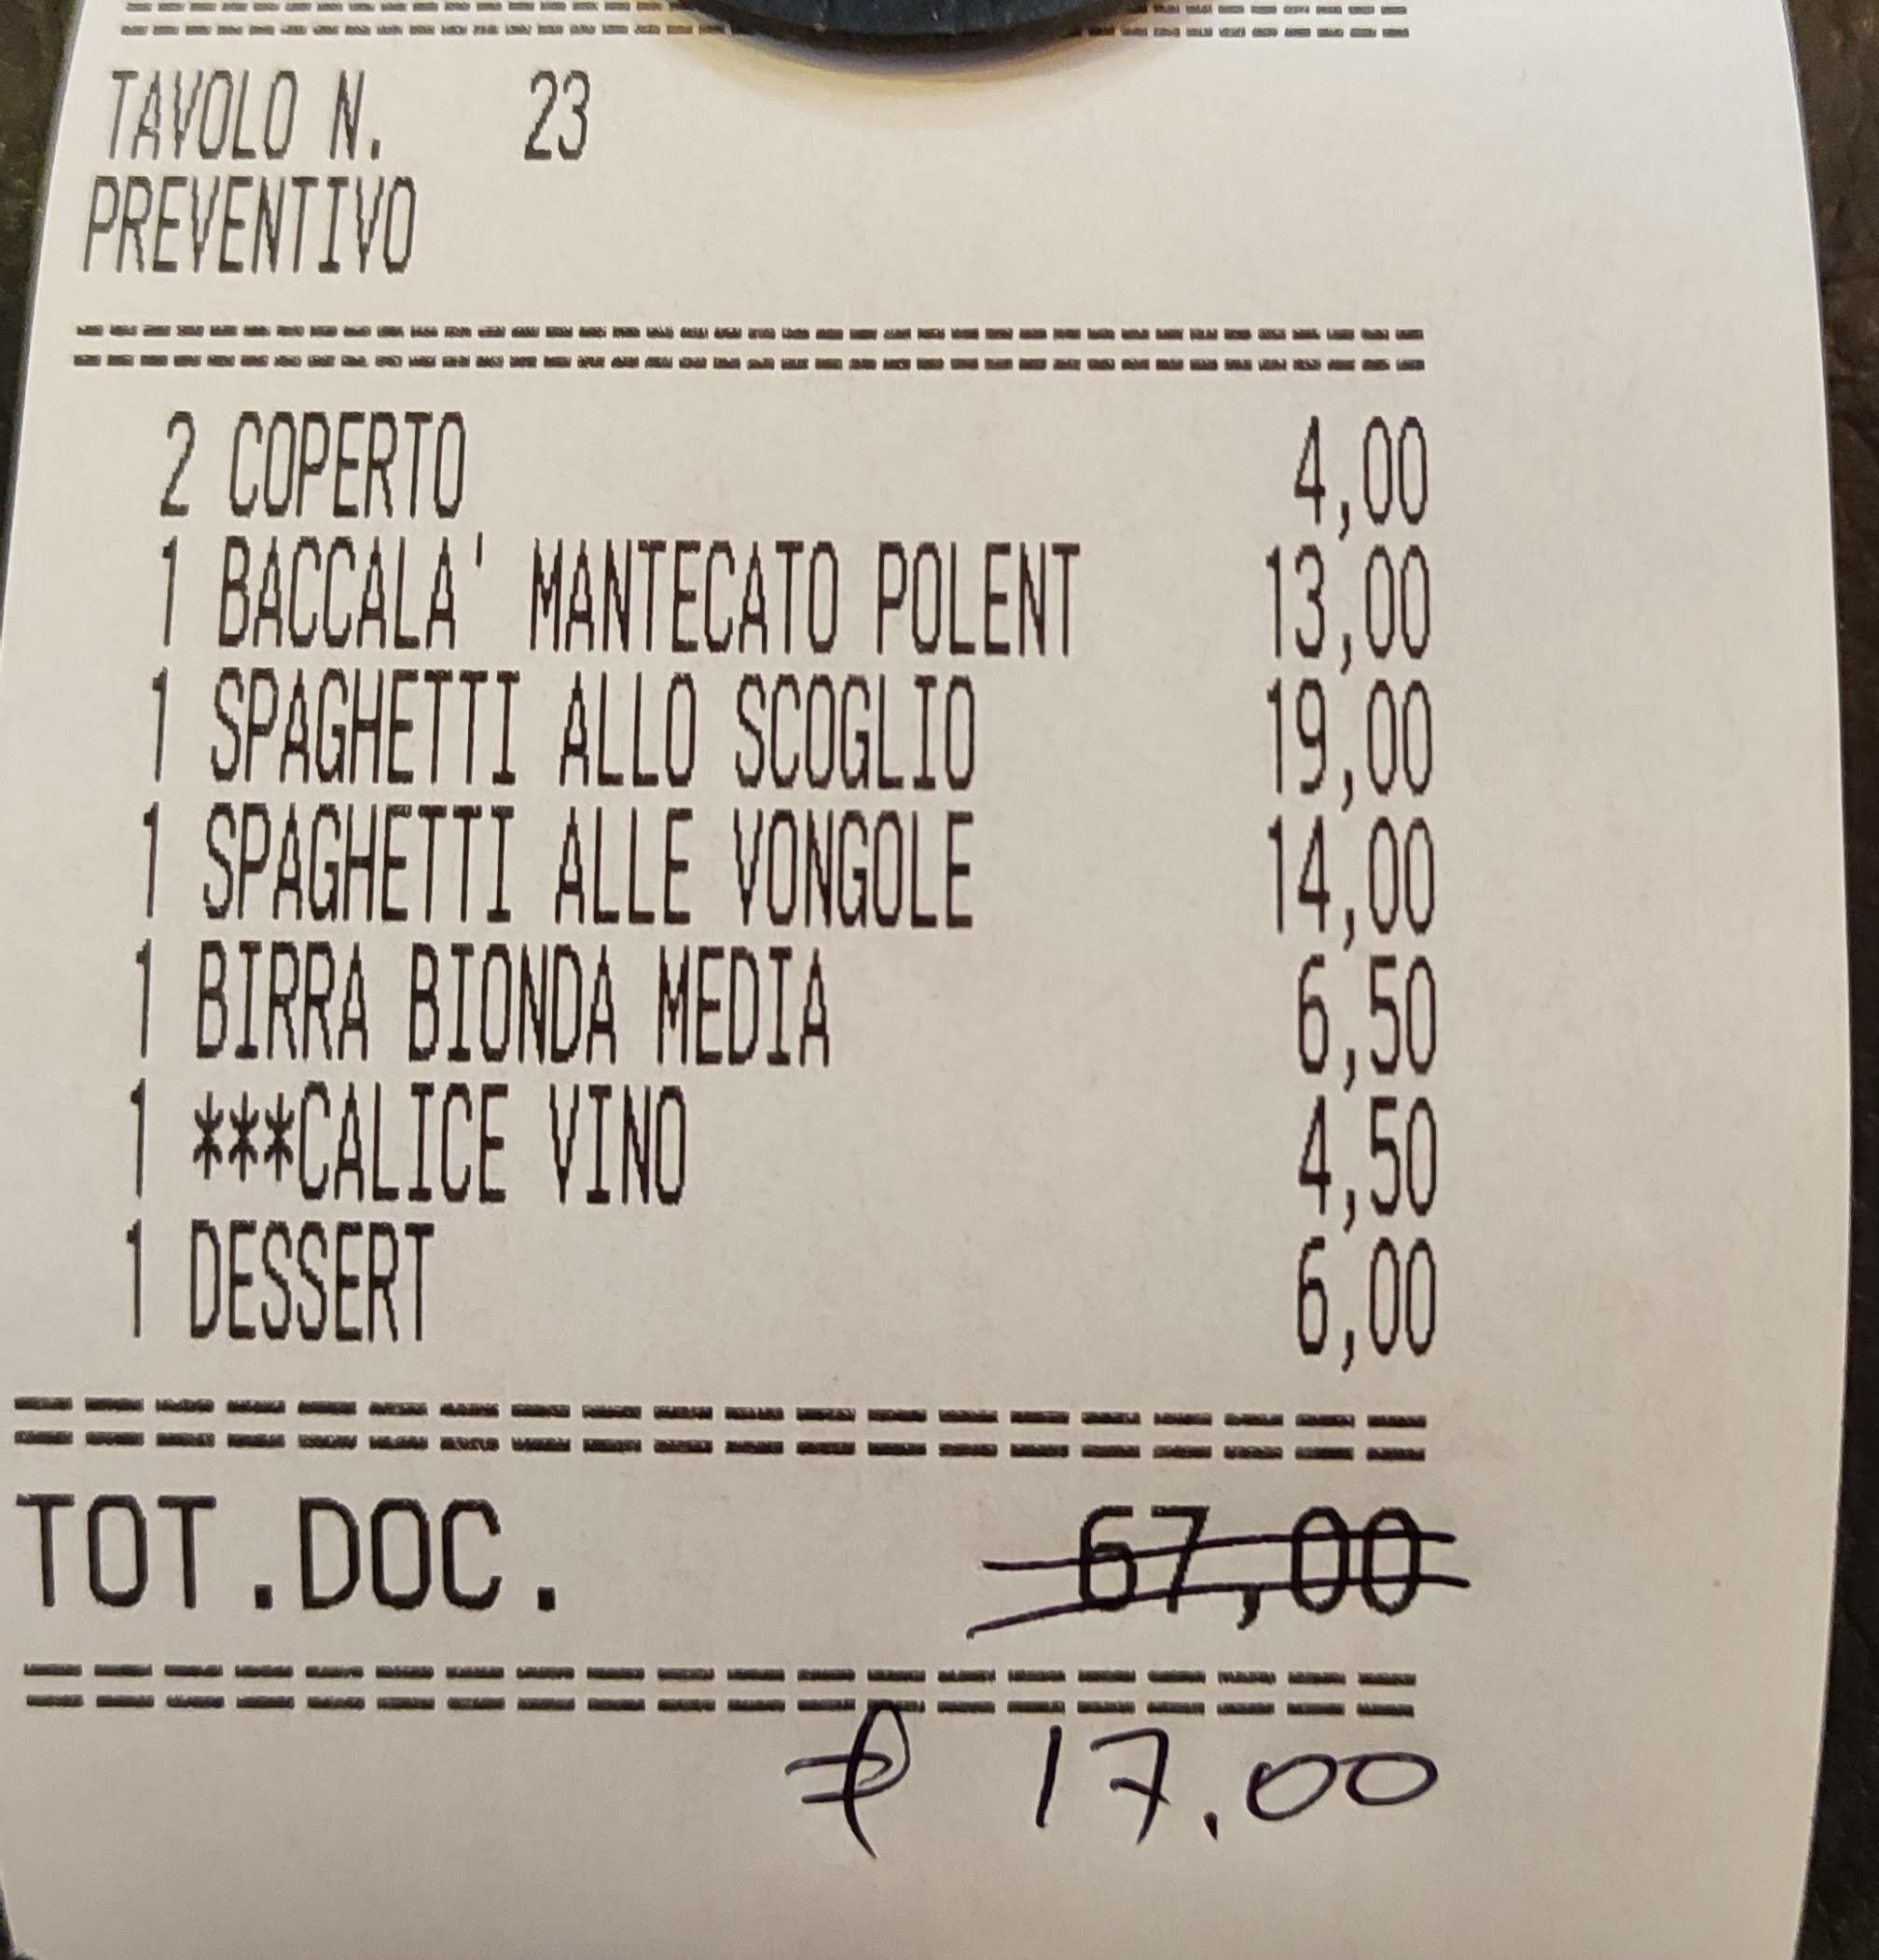 TAVOLO N. 23
PREVENTIVO
2 COPERTO 4,00
1 BACCALA' MANTECATO POLENT 13,00
1 SPAGHETTI ALLO SCOGLIO 19,00
1 SPAGHETTI ALLE VONGOLE 14,00
1 BIRRA BIONDA MEDIA 6,50
1 ***CALICE VINO 4,50
1 DESSERT 6,00
TOT.DOC. 67,00
€ 17.00